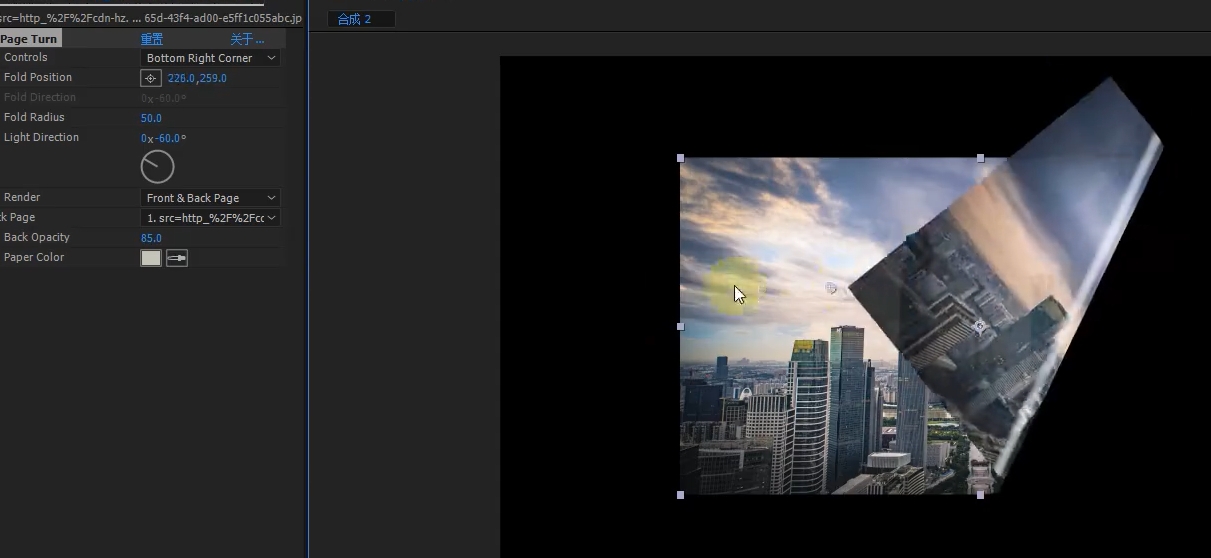 src=http_%2F%2Fcdn-hz. ... 65d-43f4-ad00-e5ff1c055abc.jp
合成 2
Page Turn 重置 关于...
Controls Bottom Right Corner
Fold Position 226.0,259.0
Fold Direction 0x-60.0°
Fold Radius 50.0
Light Direction 0x-60.0°
Render Front & Back Page
k Page 1. src=http_%2F%2Fcc
Back Opacity 85.0
Paper Color